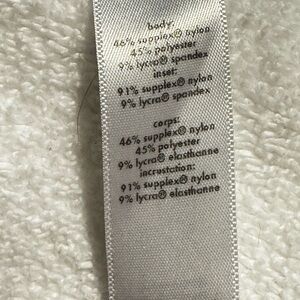 body:
46% supplex® nylon
45% polyester
9% lycra® spandex
inset:
91% supplex® nylon
9% lycra® spandex
corps:
46% supplex® nylon
45% polyester
9% lycra® elasthanne
incrustation:
91% supplex® nylon
9% lycra® elasthanne